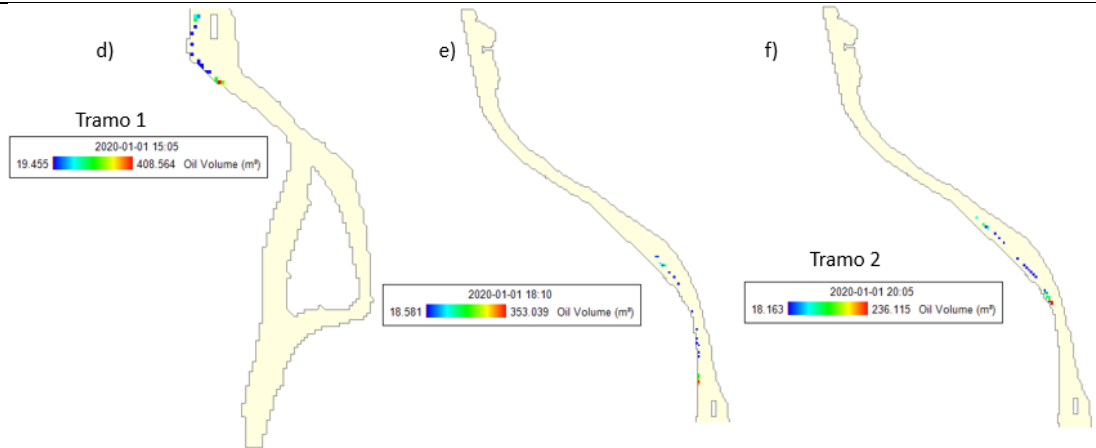 d)
e)
f)
Tramo 1
2020-01-01 15:05
19.455 408.564 Oil Volume (m³)
2020-01-01 18:10
18.581 353.039 Oil Volume (m³)
Tramo 2
2020-01-01 20:05
18.163 236.115 Oil Volume (m³)